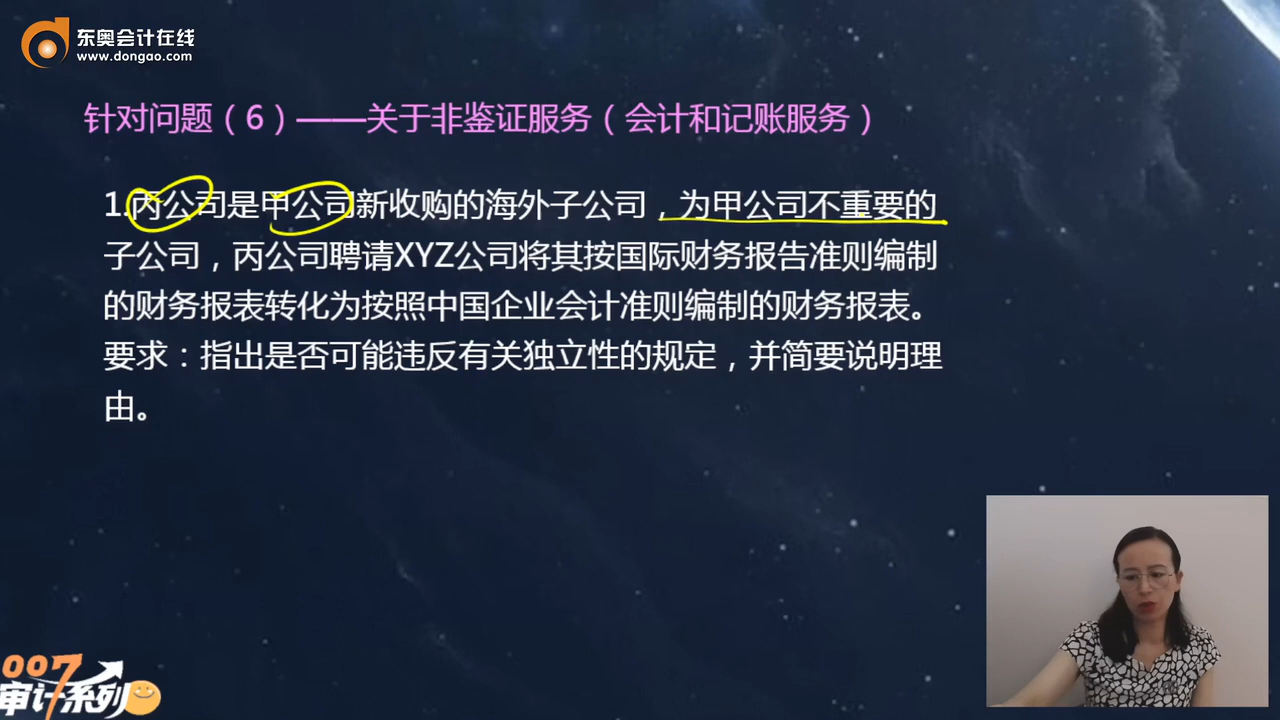 东奥会计在线
www.dongao.com
针对问题（6）——关于非鉴证服务（会计和记账服务）
1.丙公司是甲公司新收购的海外子公司，为甲公司不重要的
子公司，丙公司聘请XYZ公司将其按国际财务报告准则编制
的财务报表转化为按照中国企业会计准则编制的财务报表。
要求：指出是否可能违反有关独立性的规定，并简要说明理
由。
007
审计系列